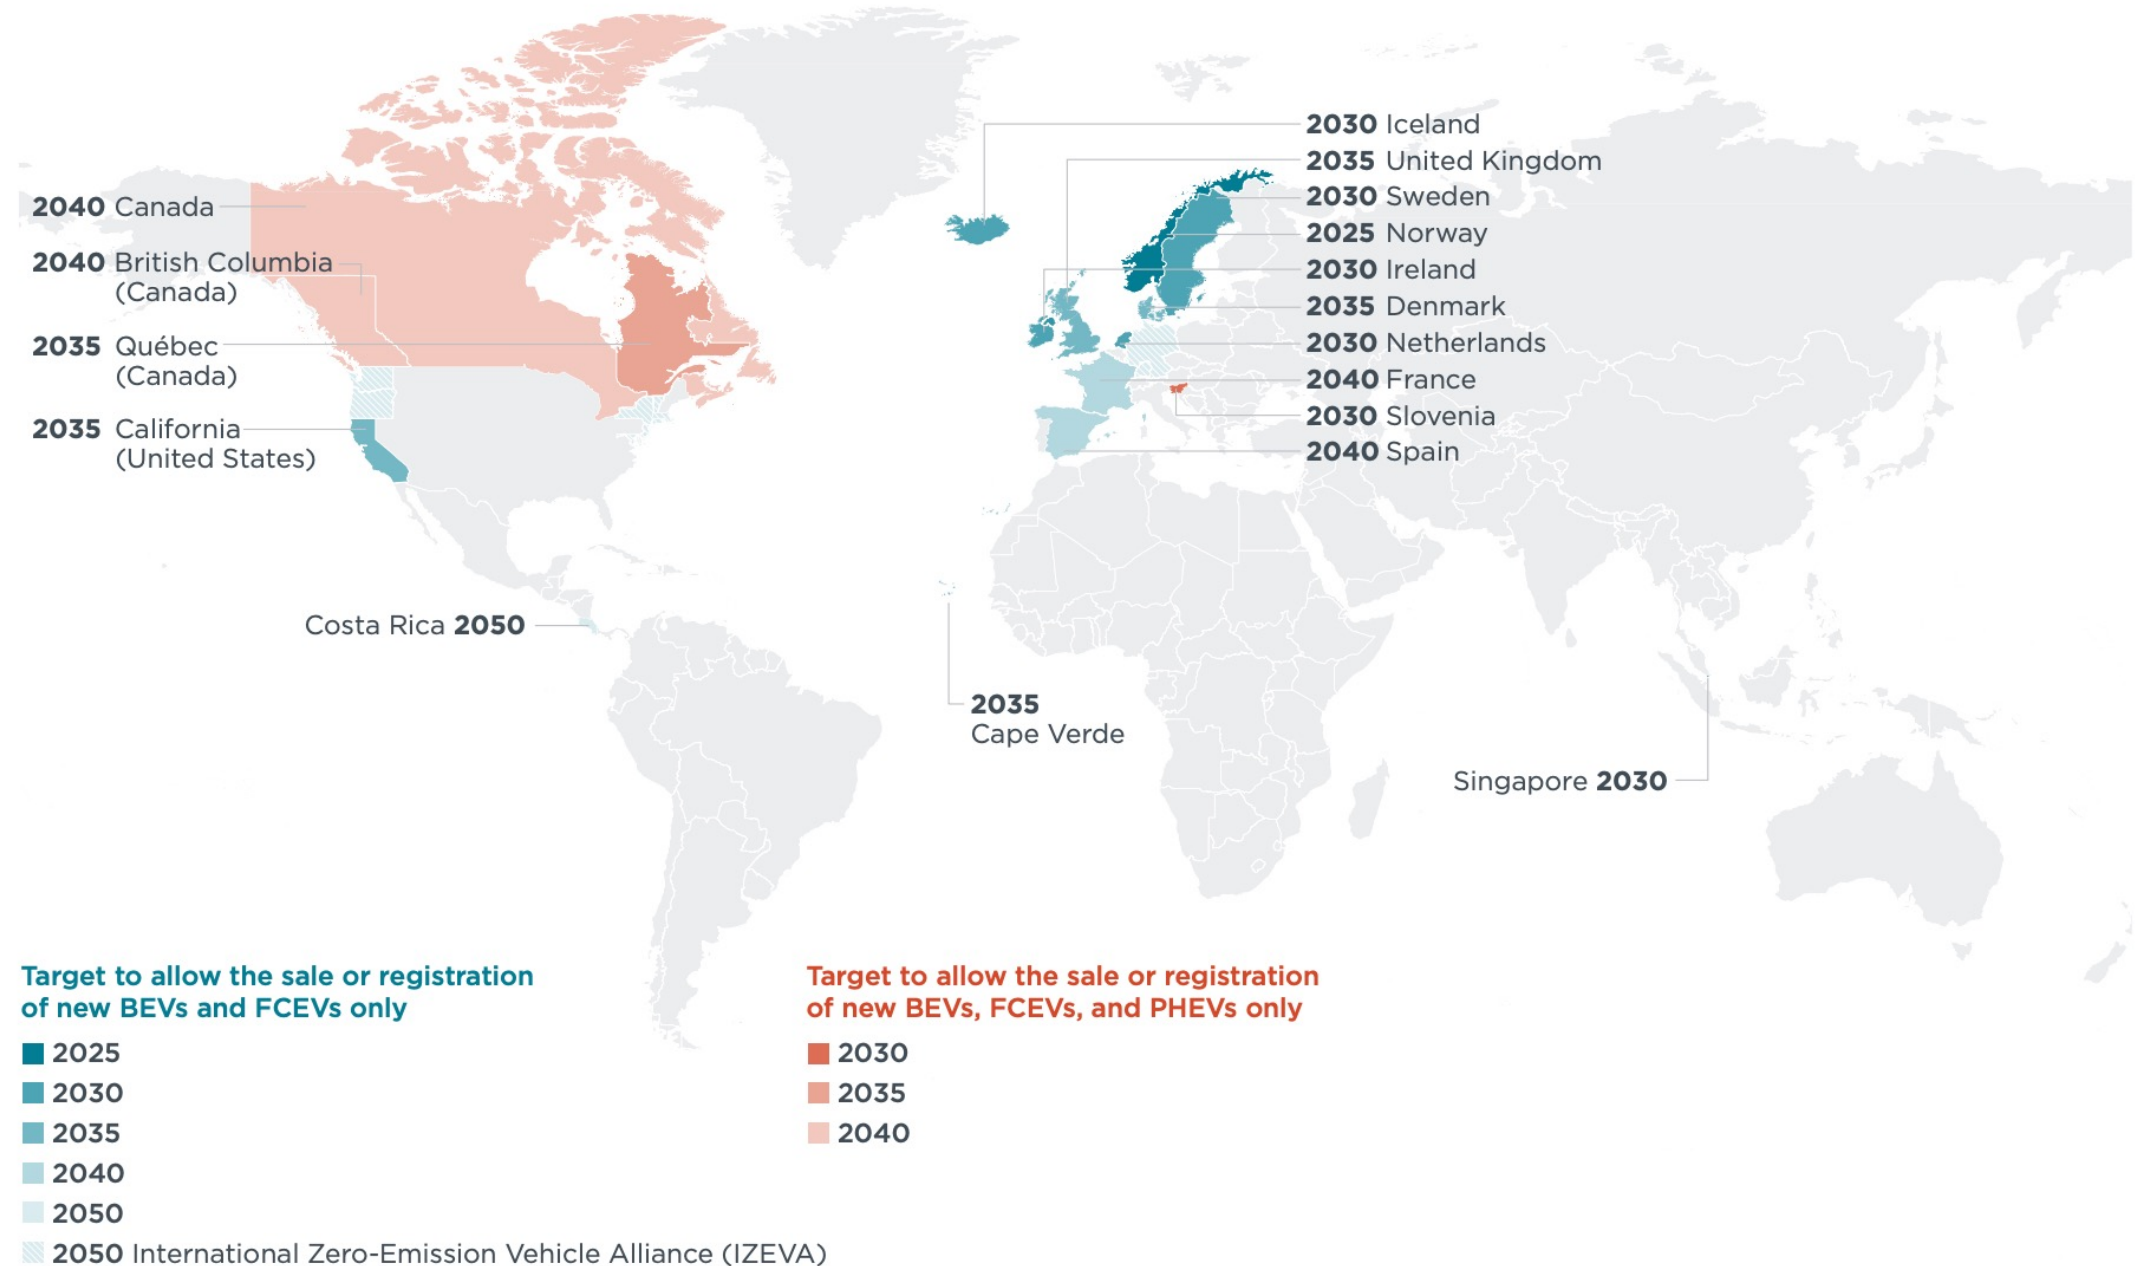 2030 Iceland
2035 United Kingdom
2030 Sweden
2025 Norway
2030 Ireland
2035 Denmark
2030 Netherlands
2040 France
2030 Slovenia
2040 Spain
2040 Canada
2040 British Columbia
(Canada)
2035 Québec
(Canada)
2035 California
(United States)
Costa Rica 2050
2035
Cape Verde
Singapore 2030
Target to allow the sale or registration
of new BEVs and FCEVs only
2025
2030
2035
2040
2050
2050 International Zero-Emission Vehicle Alliance (IZEVA)
Target to allow the sale or registration
of new BEVs, FCEVs, and PHEVs only
2030
2035
2040